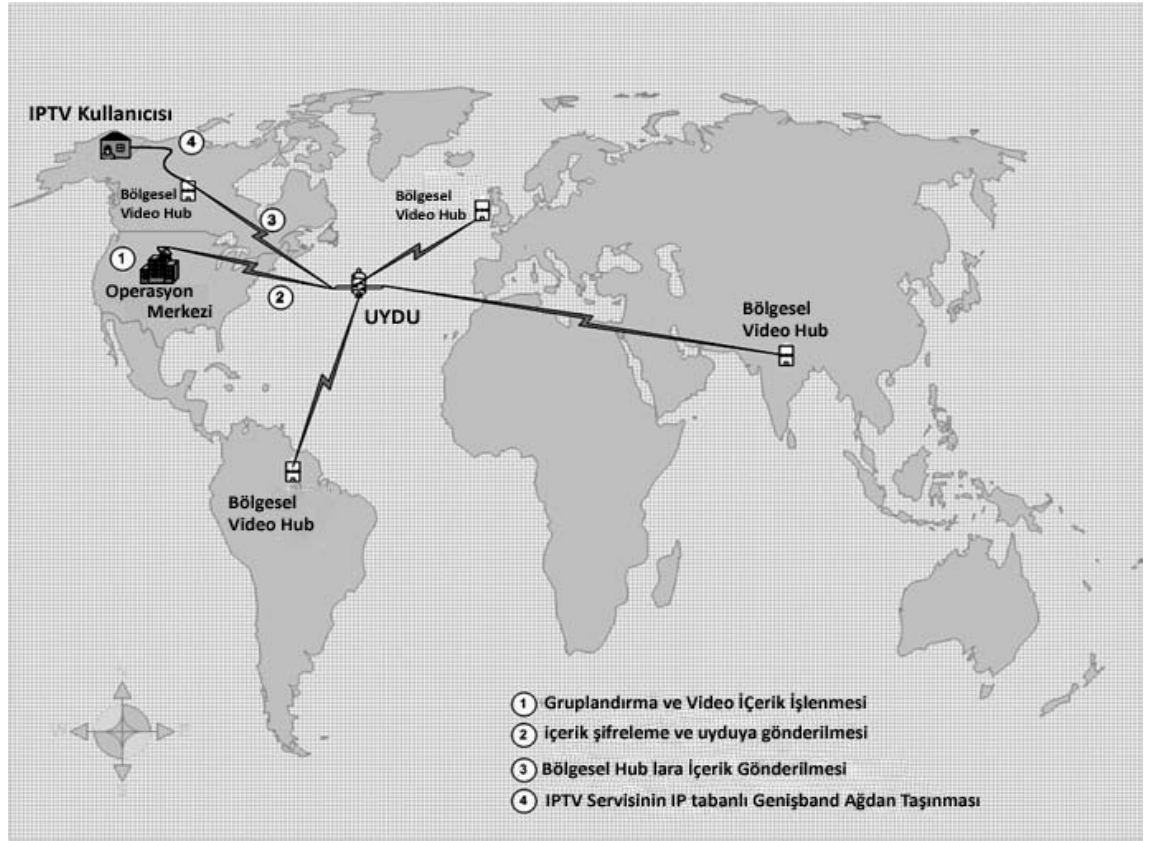 IPTV Kullanıcısı
4
Bölgesel
Video Hub
3
Bölgesel
Video Hub
1
Operasyon
Merkezi
2
UYDU
Bölgesel
Video Hub
Bölgesel
Video Hub
1 Gruplandırma ve Video İÇerik İşlenmesi
2 içerik şifreleme ve uyduya gönderilmesi
3 Bölgesel Hub lara İçerik Gönderilmesi
4 IPTV Servisinin IP tabanlı Genişband Ağdan Taşınması